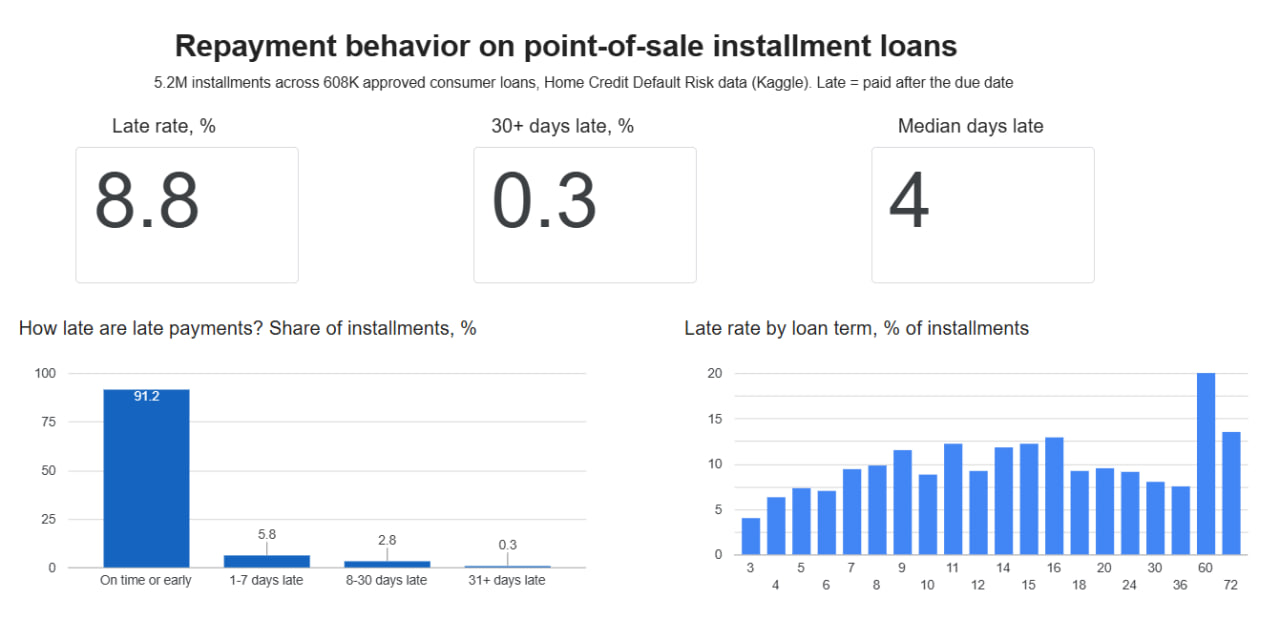 Repayment behavior on point-of-sale installment loans
5.2M installments across 608K approved consumer loans, Home Credit Default Risk data (Kaggle). Late = paid after the due date
Late rate, %
8.8
30+ days late, %
0.3
Median days late
4
How late are late payments? Share of installments, %
100
75
50
25
0
91.2
5.8
2.8
0.3
On time or early
1-7 days late
8-30 days late
31+ days late
Late rate by loan term, % of installments
20
15
10
5
0
3 5 7 9 11 14 16 20 30 60
4 6 8 10 12 15 18 24 36 72